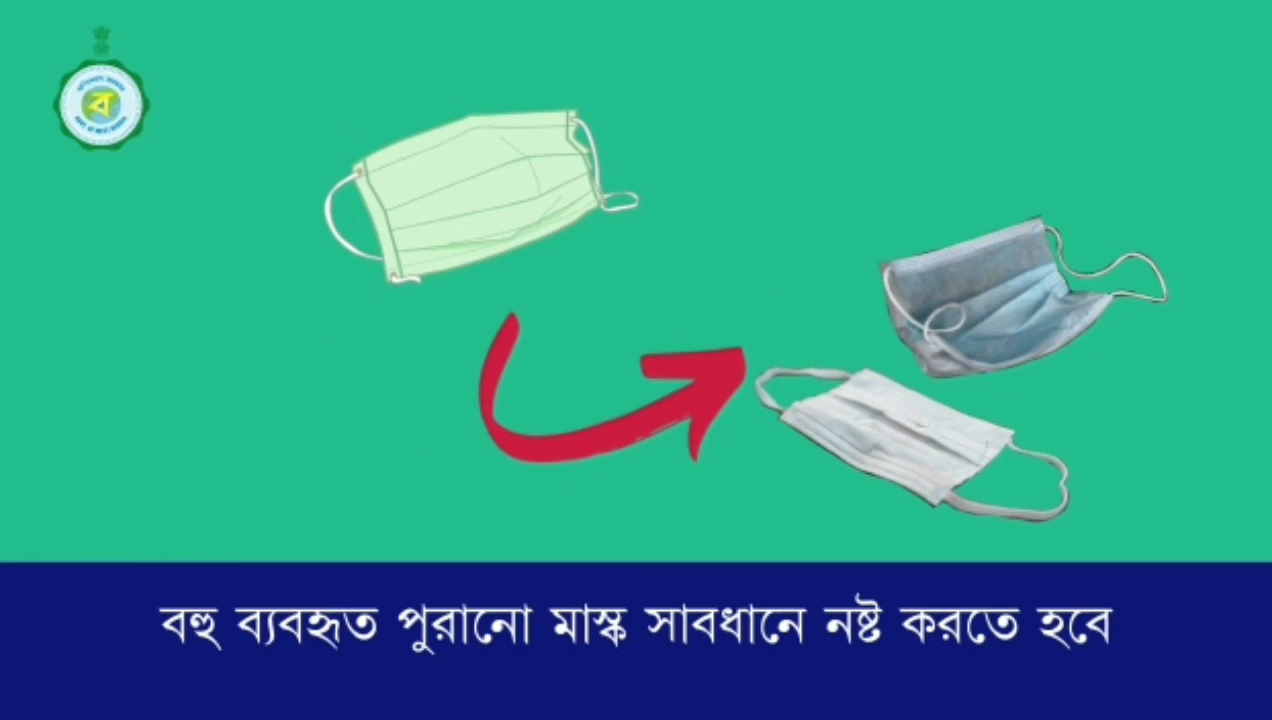 ব
বহু ব্যবহৃত পুরানো মাস্ক সাবধানে নষ্ট করতে হবে